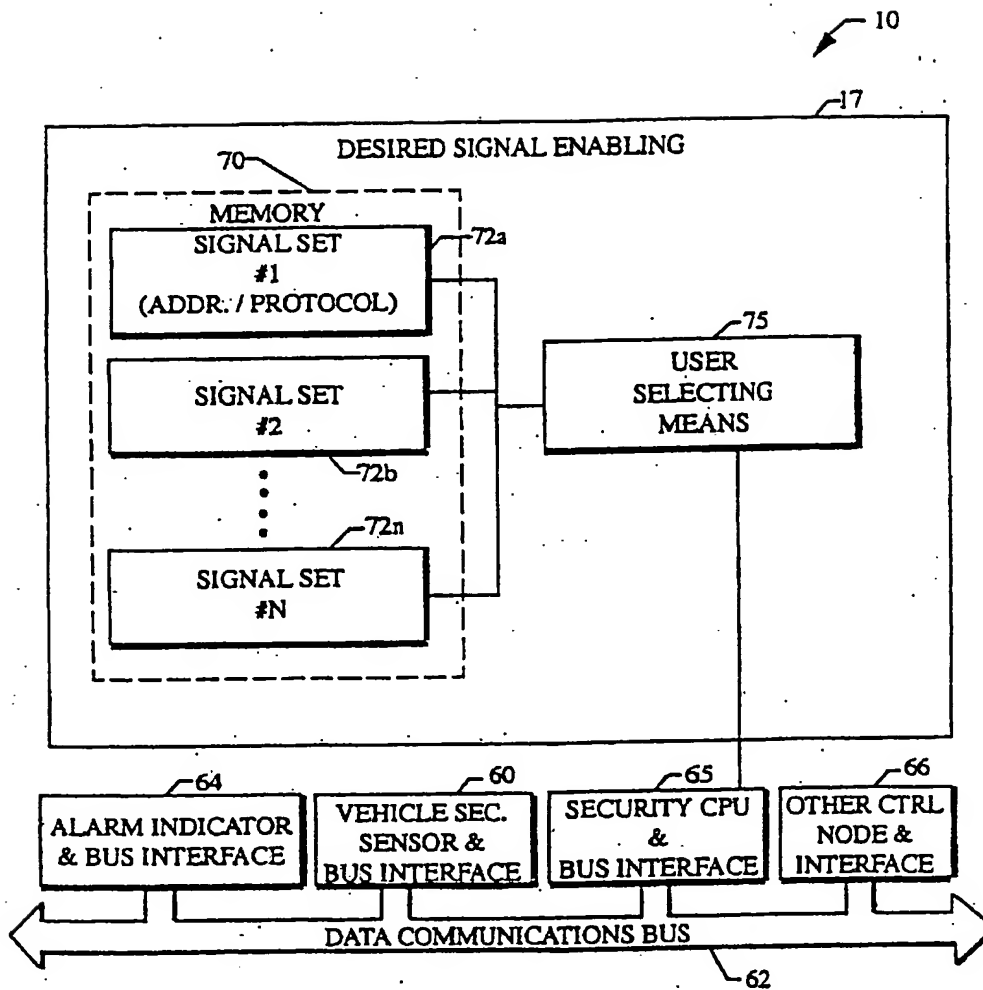 10
17
DESIRED SIGNAL ENABLING
70
MEMORY
SIGNAL SET
#1
(ADDR. / PROTOCOL)
72a
SIGNAL SET
#2
72b
SIGNAL SET
#N
72n
75
USER
SELECTING
MEANS
64
ALARM INDICATOR
& BUS INTERFACE
60
VEHICLE SEC.
SENSOR &
BUS INTERFACE
65
SECURITY CPU
&
BUS INTERFACE
66
OTHER CTRL
NODE &
INTERFACE
DATA COMMUNICATIONS BUS
62